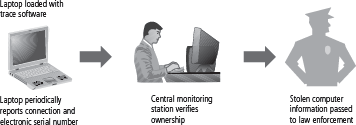 Laptop loaded with
trace software
Laptop periodically
reports connection and
electronic serial number
Central monitoring
station verifies
ownership
Stolen computer
information passed
to law enforcement